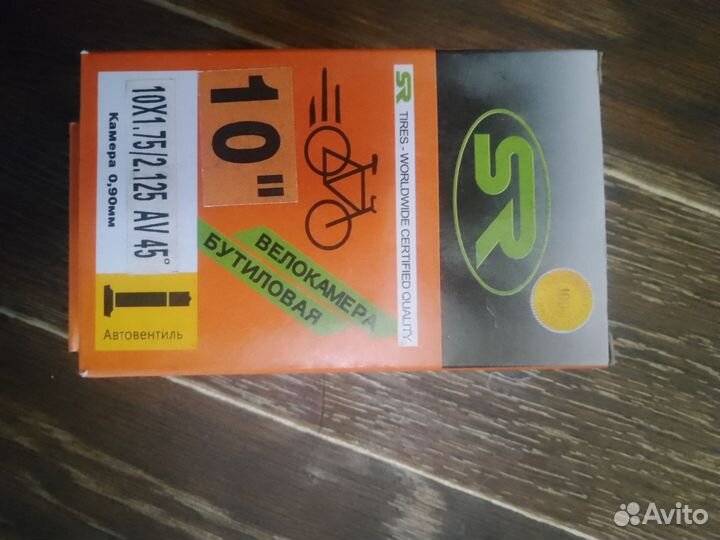 SR
SR TIRES - WORLDWIDE CERTIFIED QUALITY
10"
ВЕЛОКАМЕРА
БУТИЛОВАЯ
10X1.75/2.125 AV 45°
Камера 0,90мм
Автовентиль
Avito